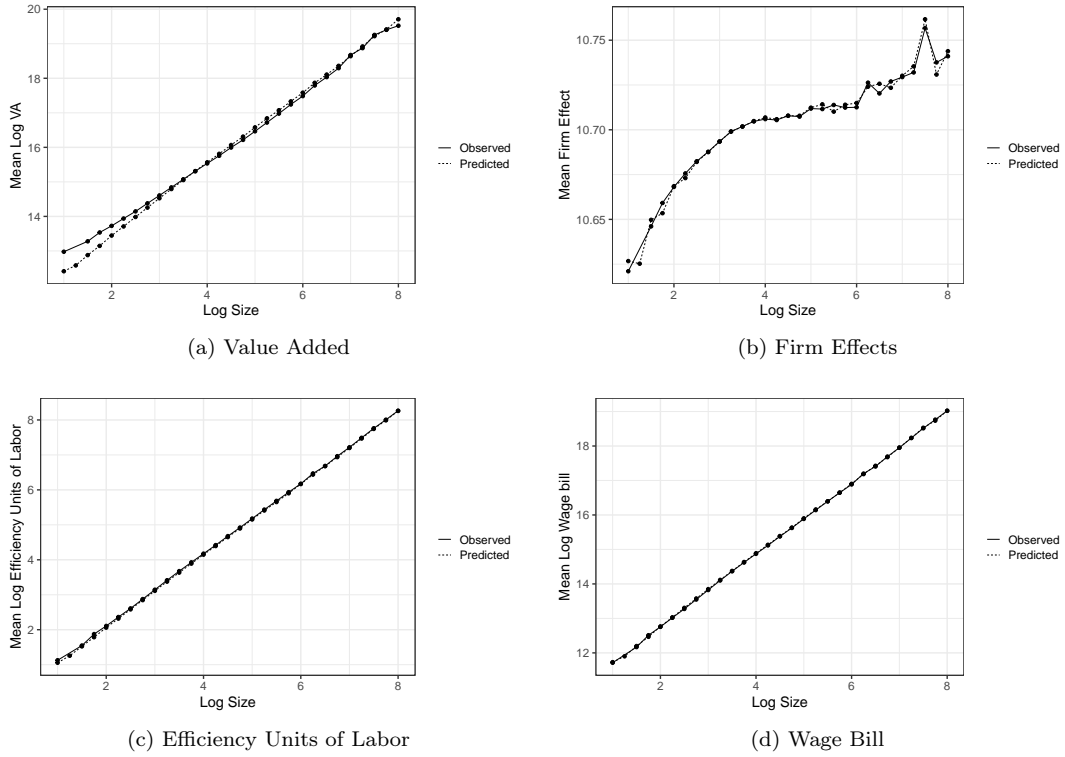 20
18
16
14
2
4
6
8
Mean Log VA
Log Size
Observed
Predicted
(a) Value Added
10.75
10.70
10.65
2
4
6
8
Mean Firm Effect
Log Size
Observed
Predicted
(b) Firm Effects
8
6
4
2
2
4
6
8
Mean Log Efficiency Units of Labor
Log Size
Observed
Predicted
(c) Efficiency Units of Labor
18
16
14
12
2
4
6
8
Mean Log Wage bill
Log Size
Observed
Predicted
(d) Wage Bill